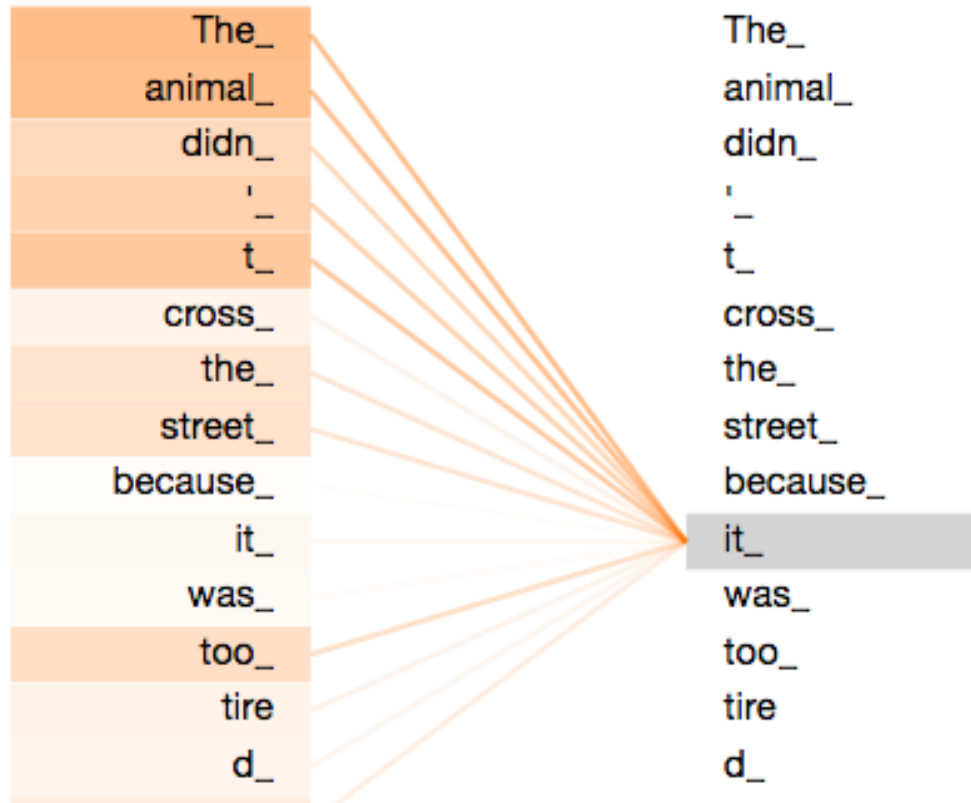 The_ The_
animal_ animal_
didn_ didn_
'_ '_
t_ t_
cross_ cross_
the_ the_
street_ street_
because_ because_
it_ it_
was_ was_
too_ too_
tire tire
d_ d_